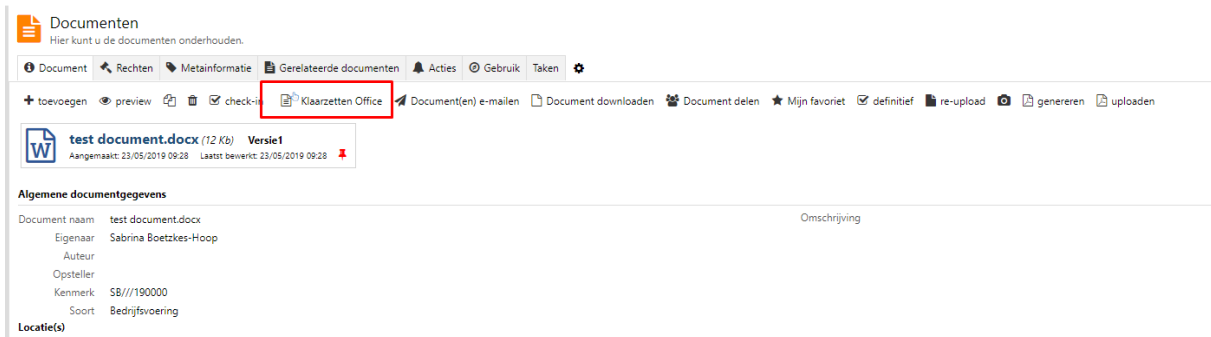 Documenten
Hier kunt u de documenten onderhouden.
Document Rechten Metainformatie Gerelateerde documenten Acties Gebruik Taken
toevoegen preview check-in Klaarzetten Office Document(en) e-mailen Document downloaden Document delen Mijn favoriet definitief re-upload genereren uploaden
test document.docx (12 Kb) Versie1
Aangemaakt: 23/05/2019 09:28 Laatst bewerkt: 23/05/2019 09:28
Algemene documentgegevens
Document naam test document.docx Omschrijving
Eigenaar Sabrina Boetzkes-Hoop
Auteur
Opsteller
Kenmerk SB///190000
Soort Bedrijfsvoering
Locatie(s)